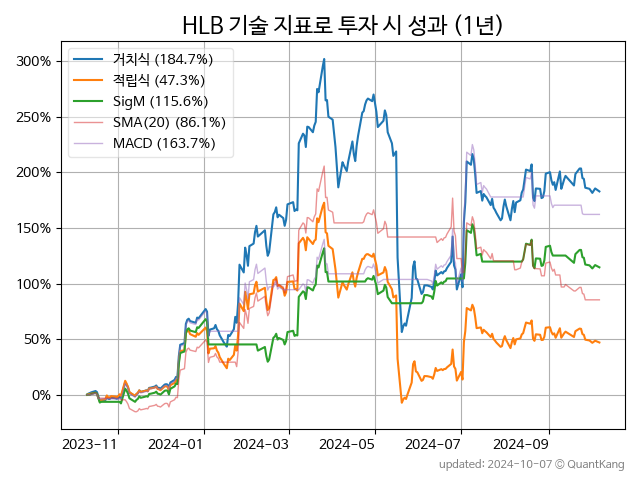 HLB 기술 지표로 투자 시 성과 (1년)
300%
250%
200%
150%
100%
50%
0%
거치식 (184.7%)
적립식 (47.3%)
SigM (115.6%)
SMA(20) (86.1%)
MACD (163.7%)
2023-11
2024-01
2024-03
2024-05
2024-07
2024-09
updated: 2024-10-07 © QuantKang